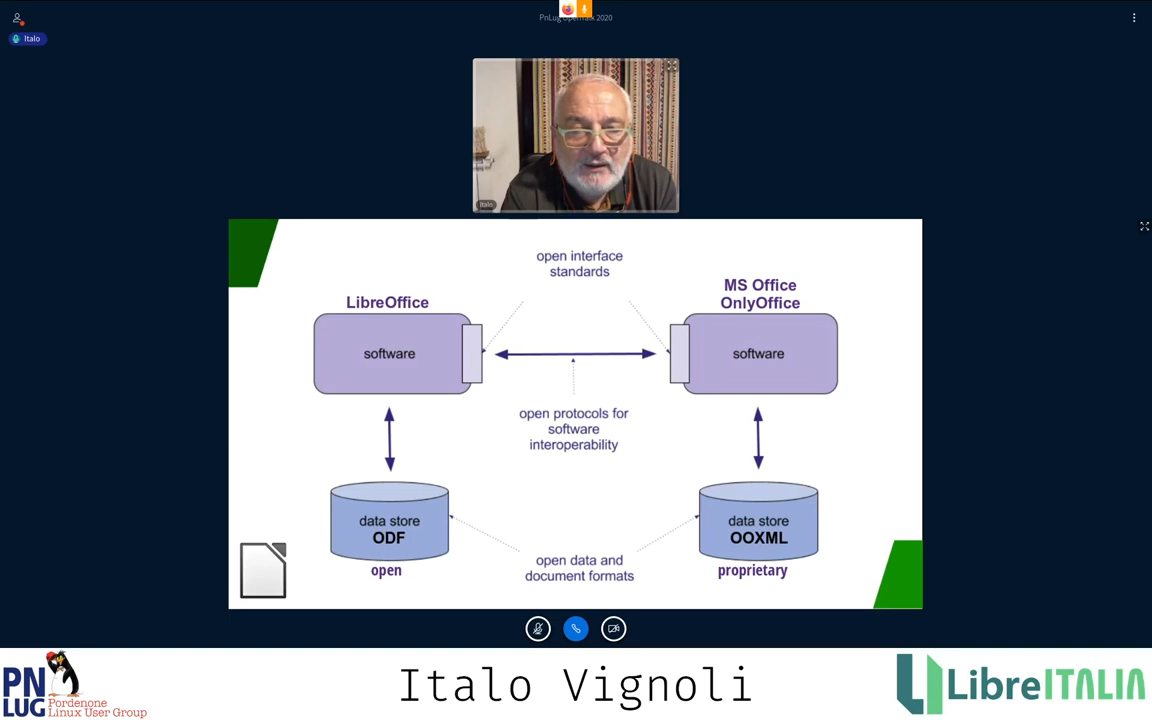 PnLug OpenTalk 2020
Italo
Italo
open interface
standards
LibreOffice
MS Office
OnlyOffice
software
software
open protocols for
software
interoperability
data store
ODF
data store
OOXML
open
open data and
document formats
proprietary
PN
LUG
Pordenone
Linux User Group
Italo Vignoli
LibreITALIA